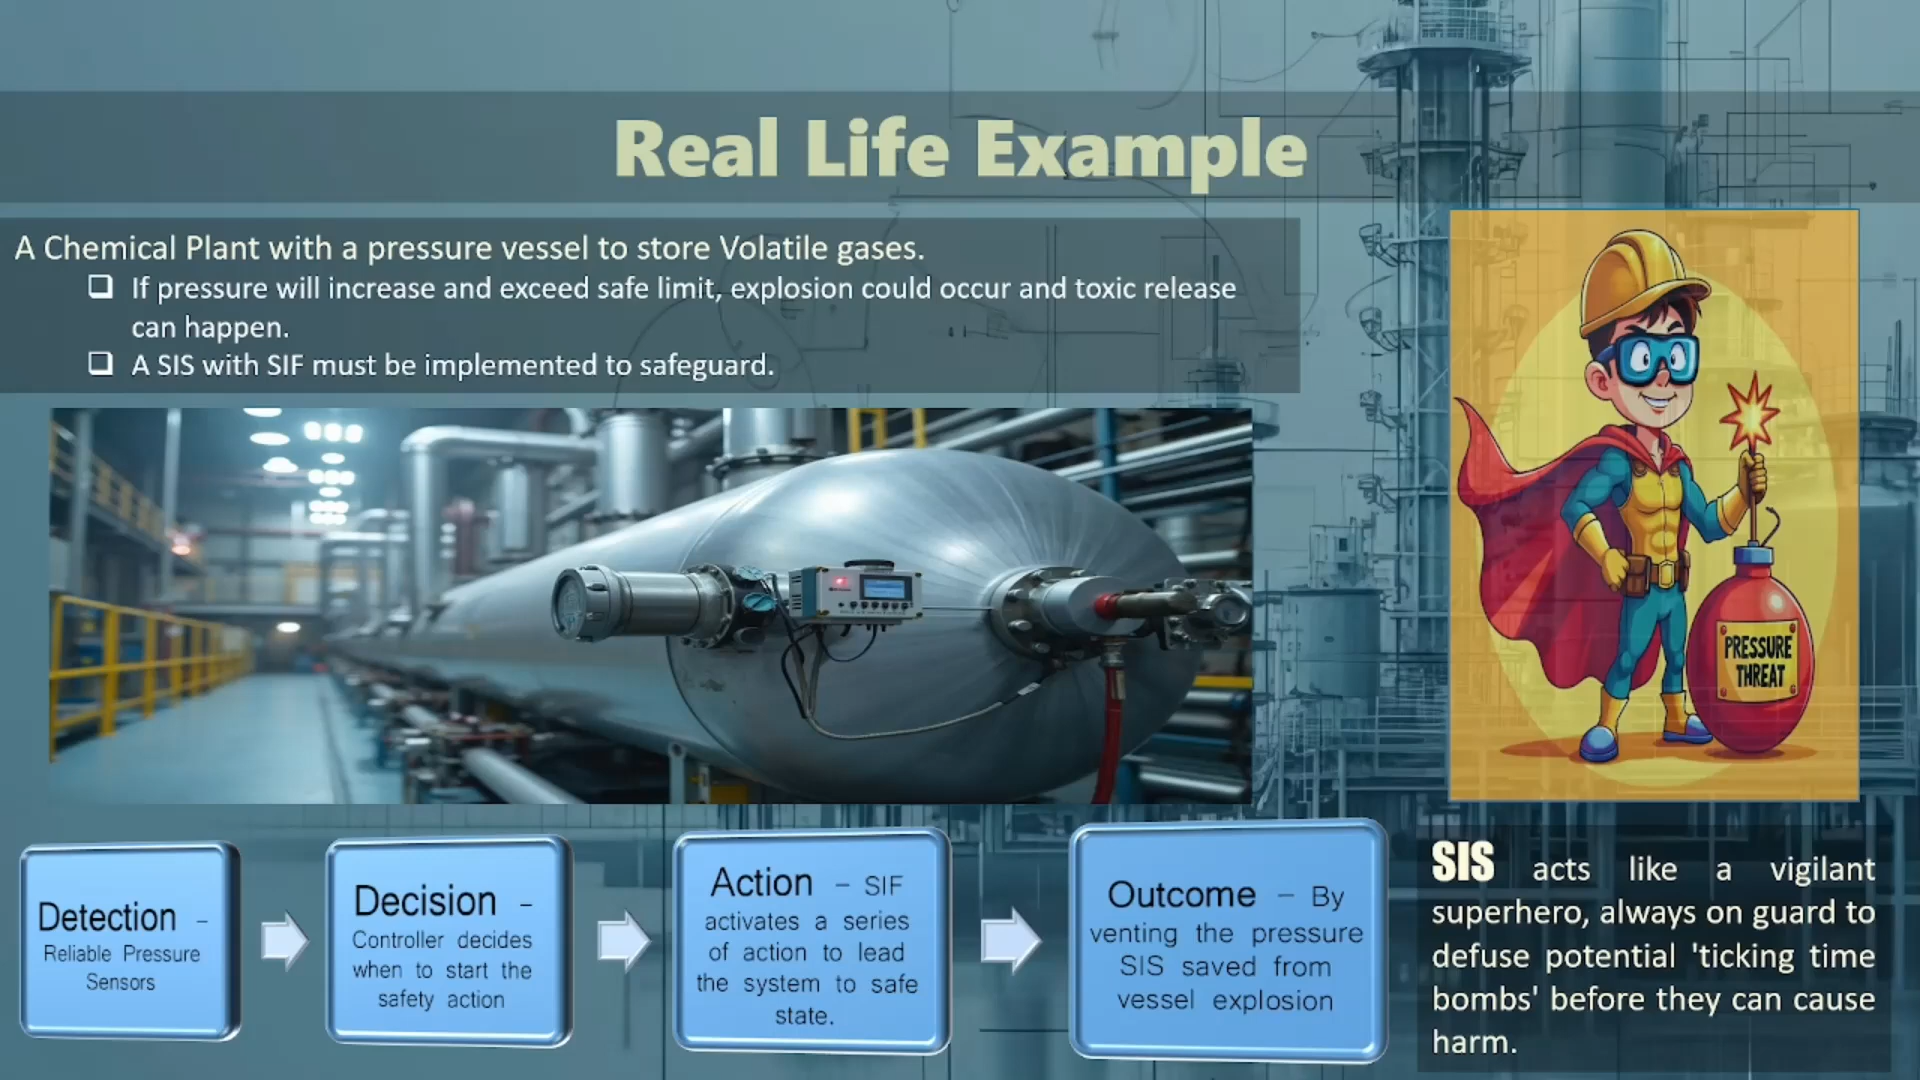 Real Life Example
A Chemical Plant with a pressure vessel to store Volatile gases.
❑ If pressure will increase and exceed safe limit, explosion could occur and toxic release
can happen.
❑ A SIS with SIF must be implemented to safeguard.
PRESSURE
THREAT
Detection –
Reliable Pressure
Sensors
Decision –
Controller decides
when to start the
safety action
Action – SIF
activates a series
of action to lead
the system to safe
state.
Outcome – By
venting the pressure
SIS saved from
vessel explosion
SIS acts like a vigilant
superhero, always on guard to
defuse potential 'ticking time
bombs' before they can cause
harm.